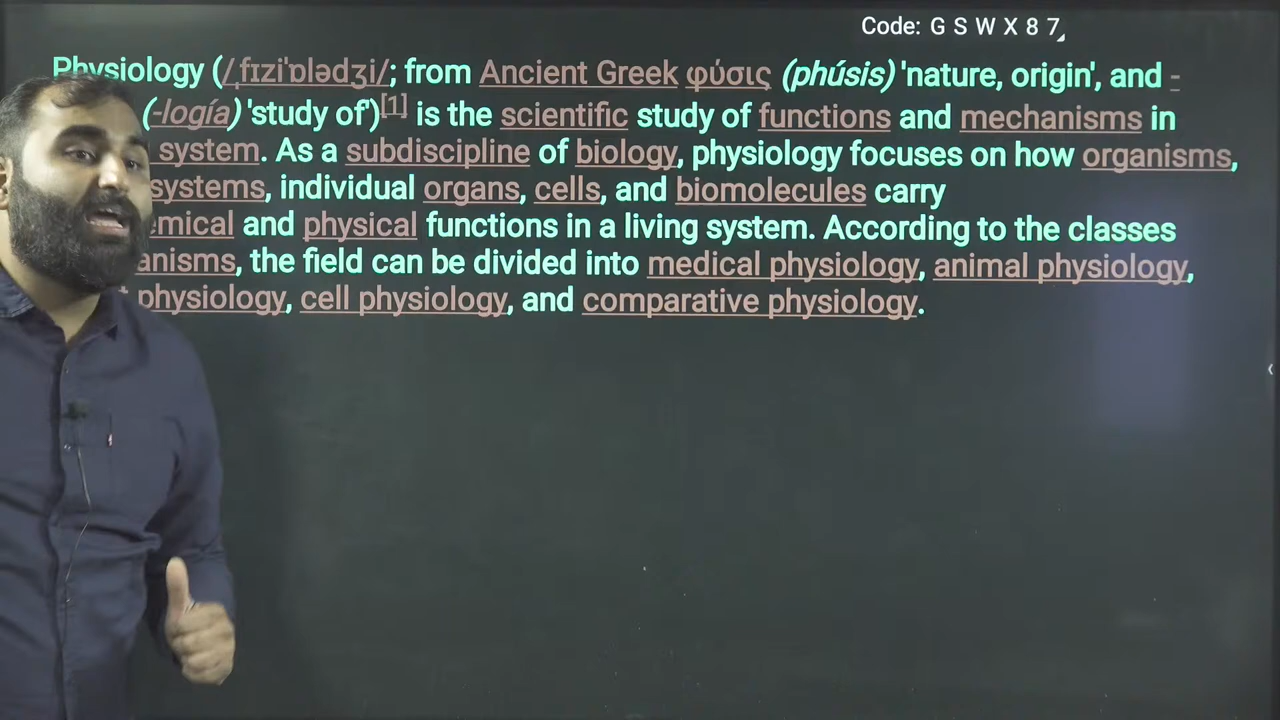 Code: G S W X 8 7
Physiology (/ˌfɪziˈɒlədʒi/; from Ancient Greek φύσις (phúsis) 'nature, origin', and -
(-logía) 'study of')[1] is the scientific study of functions and mechanisms in
system. As a subdiscipline of biology, physiology focuses on how organisms,
systems, individual organs, cells, and biomolecules carry
and physical functions in a living system. According to the classes
, the field can be divided into medical physiology, animal physiology,
physiology, cell physiology, and comparative physiology.